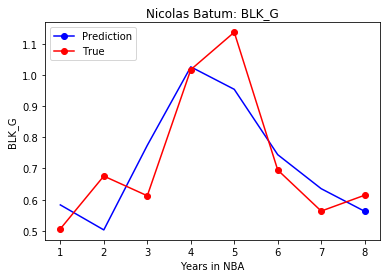 Nicolas Batum: BLK_G
Prediction
True
1.1
1.0
0.9
0.8
0.7
0.6
0.5
BLK_G
1 2 3 4 5 6 7 8
Years in NBA